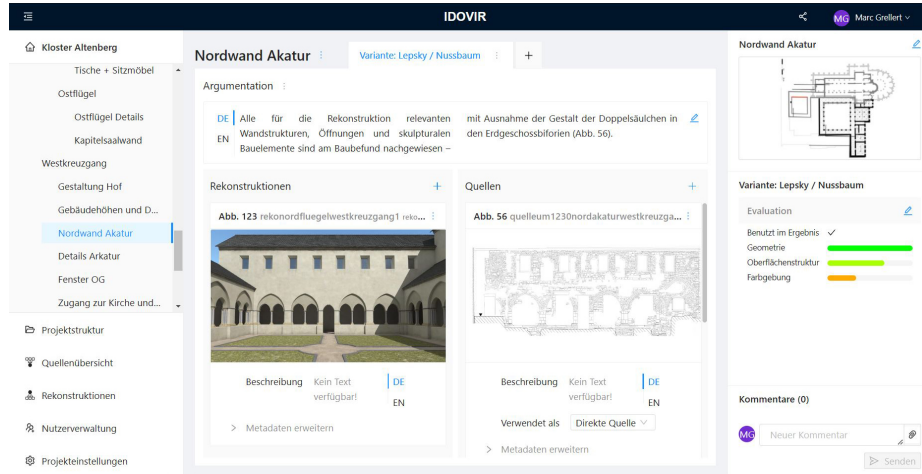 IDOVIR
MG Marc Grellert
Kloster Altenberg
Tische + Sitzmöbel
Ostflügel
Ostflügel Details
Kapitelsaalwand
Westkreuzgang
Gestaltung Hof
Gebäudehöhen und D...
Nordwand Akatur
Details Arkatur
Fenster OG
Zugang zur Kirche und...
Projektstruktur
Quellenübersicht
Rekonstruktionen
Nutzerverwaltung
Projekteinstellungen
Nordwand Akatur
Variante: Lepsky / Nussbaum
+
Argumentation
DE
EN
Alle für die Rekonstruktion relevanten
Wandstrukturen, Öffnungen und skulpturalen
Bauelemente sind am Baubefund nachgewiesen –
mit Ausnahme der Gestalt der Doppelsäulchen in
den Erdgeschossbiforien (Abb. 56).
Rekonstruktionen +
Abb. 123 rekonordfluegelwestkreuzgang1 reko...
Beschreibung Kein Text
verfügbar!
DE
EN
> Metadaten erweitern
Quellen +
Abb. 56 quelleum1230nordakaturwestkreuzga...
Beschreibung Kein Text
verfügbar!
DE
EN
Verwendet als Direkte Quelle
> Metadaten erweitern
Nordwand Akatur
Variante: Lepsky / Nussbaum
Evaluation
Benutzt im Ergebnis ✓
Geometrie
Oberflächenstruktur
Farbgebung
Kommentare (0)
MG Neuer Kommentar
Senden